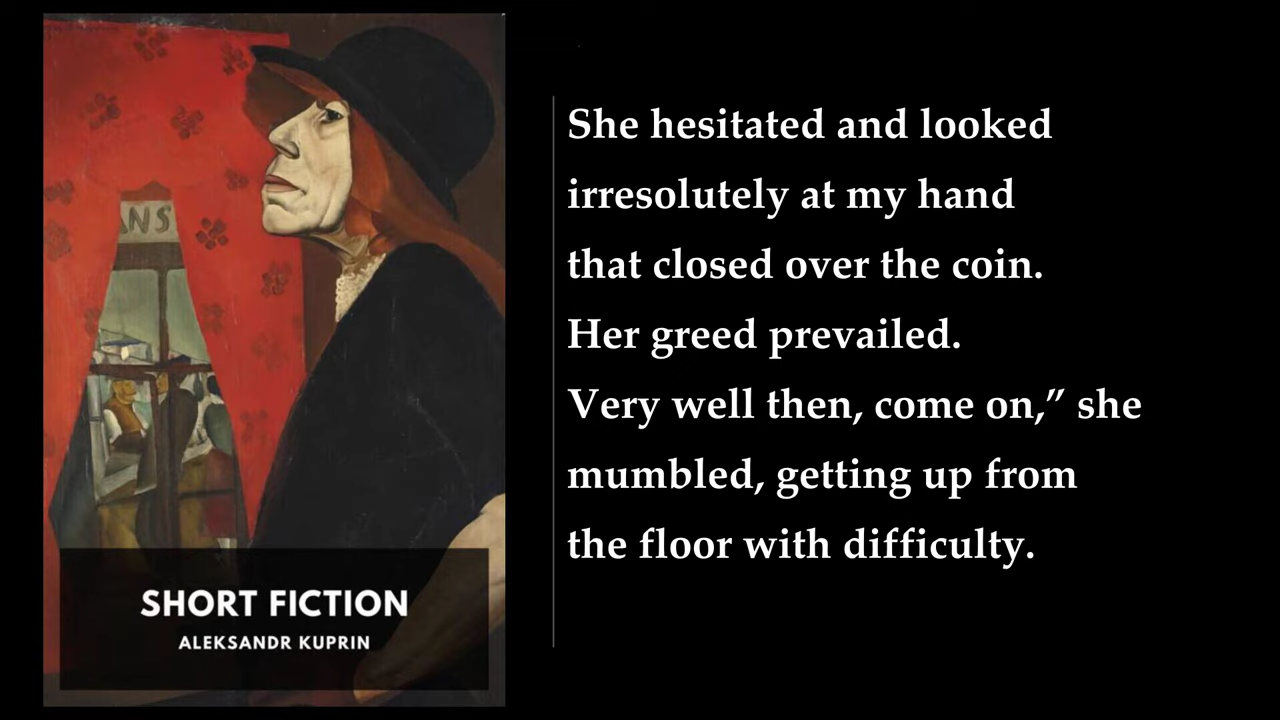 ANS
SHORT FICTION
ALEKSANDR KUPRIN
She hesitated and looked
irresolutely at my hand
that closed over the coin.
Her greed prevailed.
Very well then, come on,” she
mumbled, getting up from
the floor with difficulty.